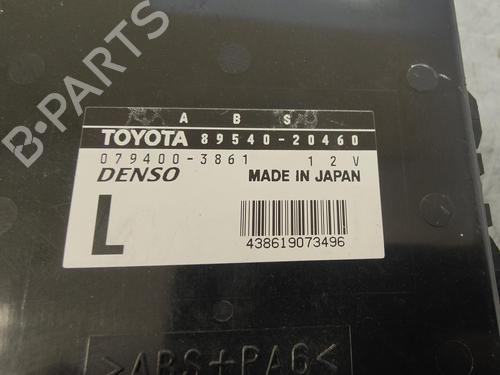 B-PARTS
A B S
TOYOTA 89540-20460
079400-3861 12V
DENSO MADE IN JAPAN
L
438619073496
>ABS+PA6<